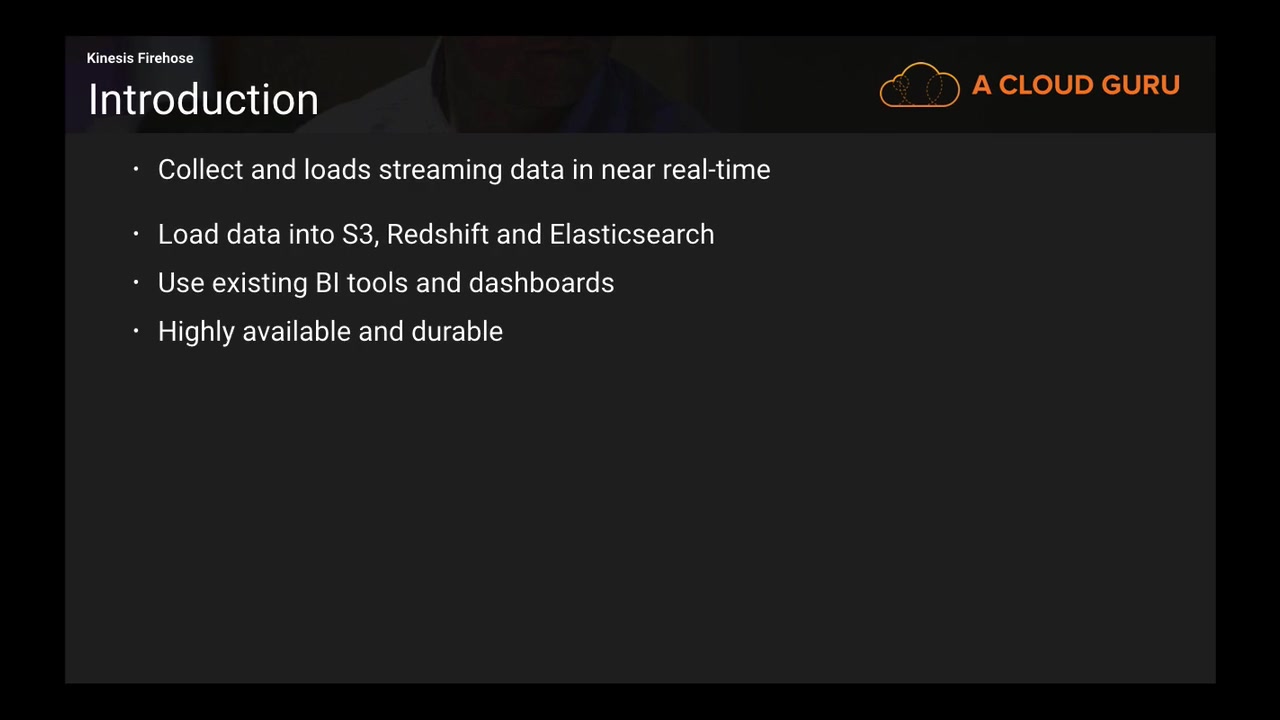 Kinesis Firehose
Introduction
A CLOUD GURU
· Collect and loads streaming data in near real-time
· Load data into S3, Redshift and Elasticsearch
· Use existing BI tools and dashboards
· Highly available and durable